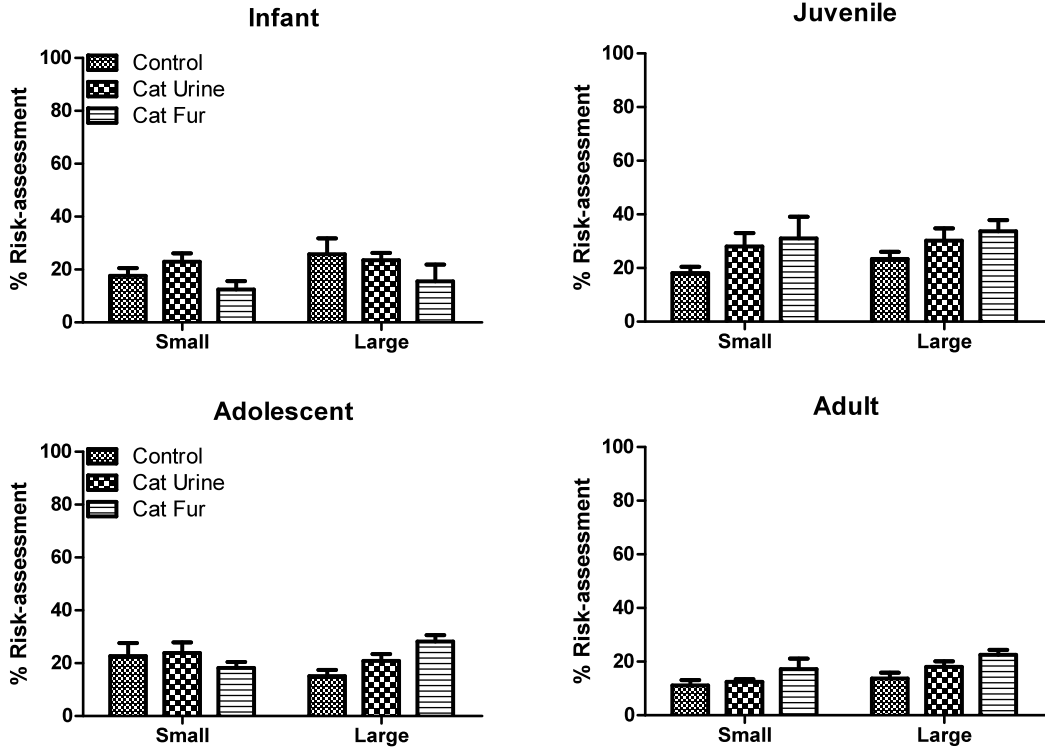 Infant
% Risk-assessment
100
80
60
40
20
0
Control
Cat Urine
Cat Fur
Small Large
Juvenile
% Risk-assessment
100
80
60
40
20
0
Small Large
Adolescent
% Risk-assessment
100
80
60
40
20
0
Control
Cat Urine
Cat Fur
Small Large
Adult
% Risk-assessment
100
80
60
40
20
0
Small Large